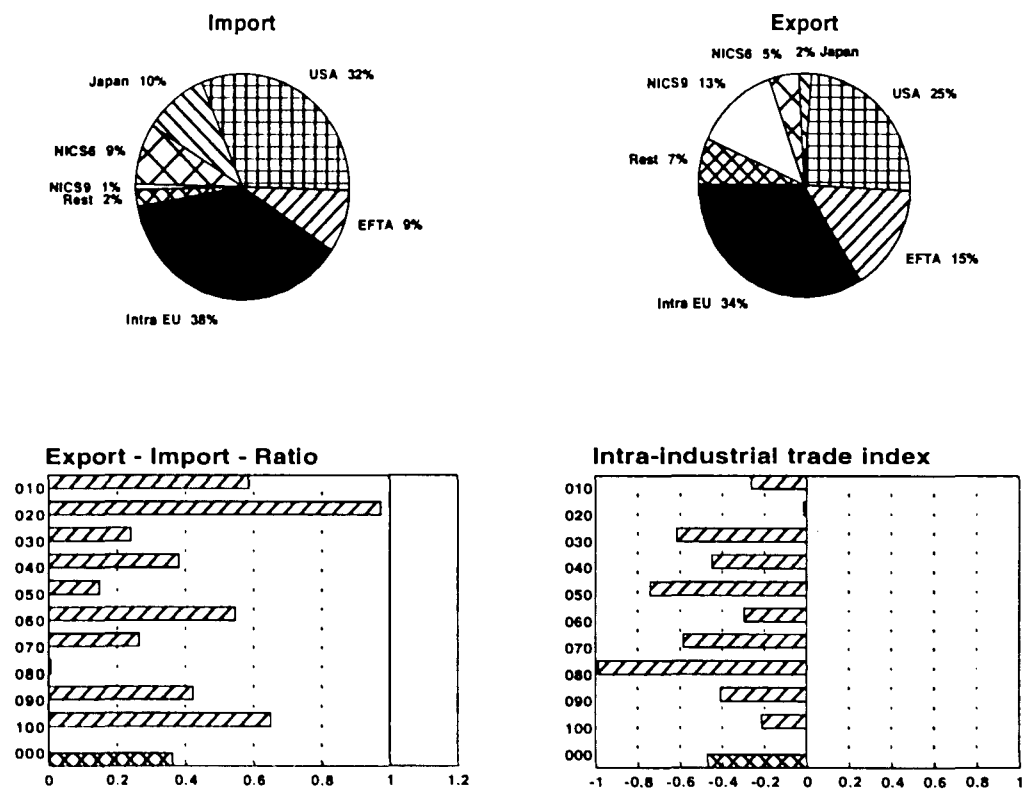 Import
Export
Japan 10%
USA 32%
NICS6 9%
NICS9 1%
Rest 2%
EFTA 9%
Intra EU 38%
NICS6 5%
2% Japan
NICS9 13%
USA 25%
Rest 7%
EFTA 15%
Intra EU 34%
Export - Import - Ratio
010
020
030
040
050
060
070
080
090
100
000
0 0.2 0.4 0.6 0.8 1 1.2
Intra-industrial trade index
010
020
030
040
050
060
070
080
090
100
000
-1 -0.8 -0.6 -0.4 -0.2 0 0.2 0.4 0.6 0.8 1